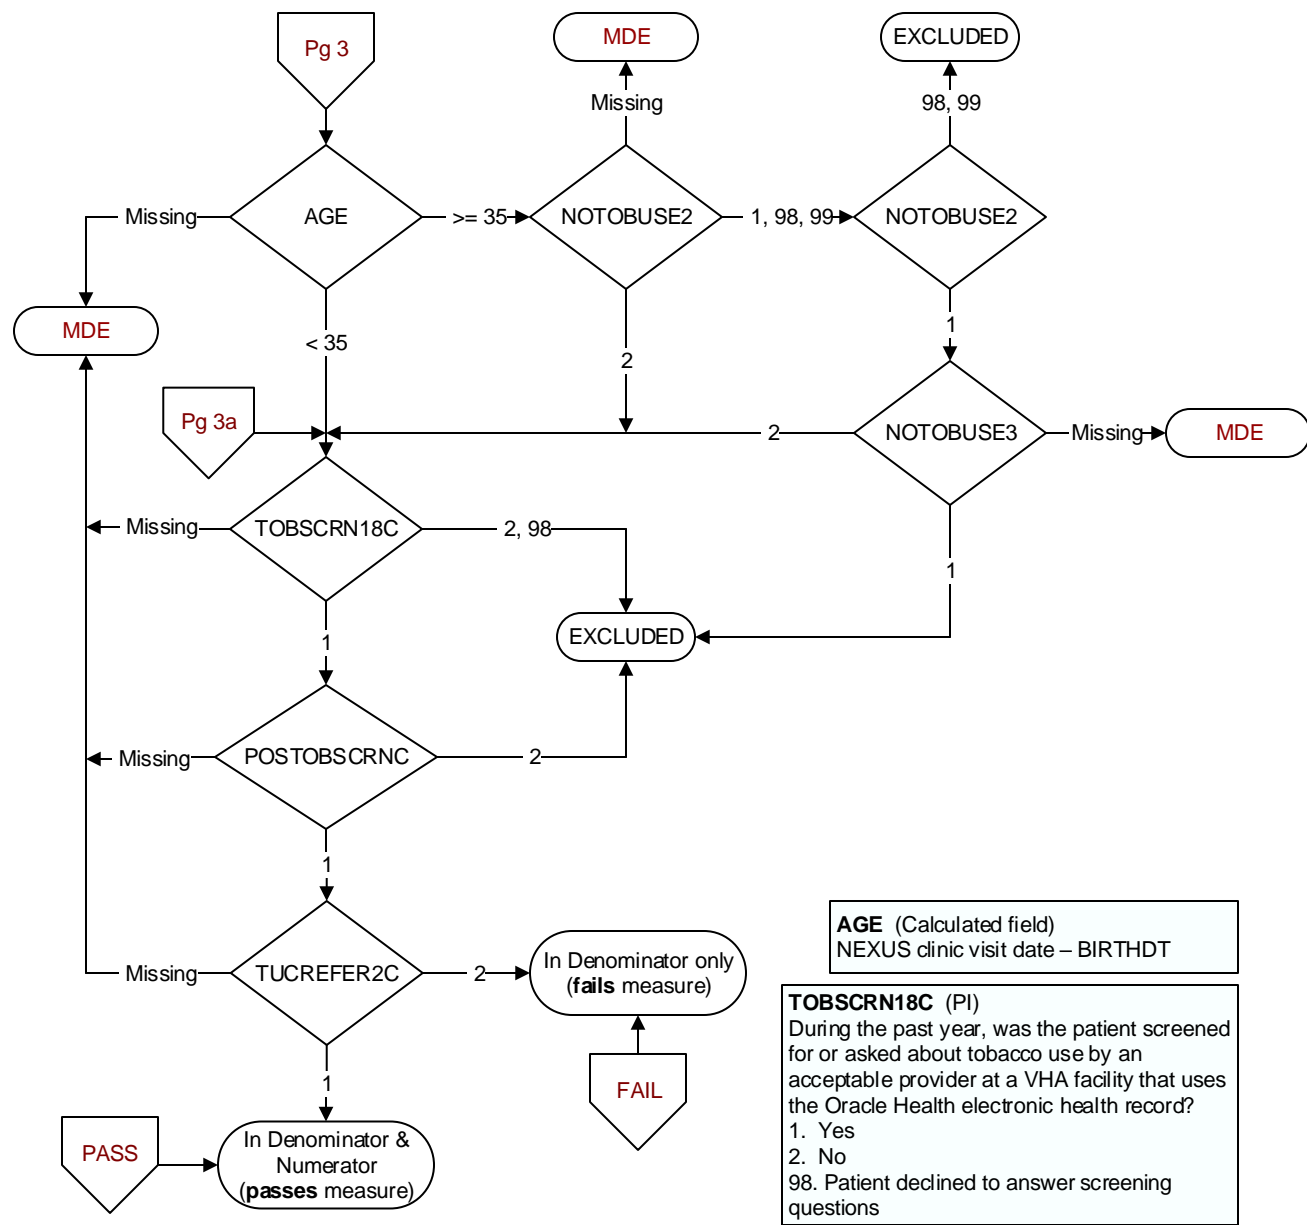 Pg 3
MDE
EXCLUDED
Missing
98, 99
Missing
AGE
>= 35
NOTOBUSE2
1, 98, 99
NOTOBUSE2
MDE
< 35
2
1
Pg 3a
2
NOTOBUSE3
Missing
MDE
Missing
TOBSCRN18C
2, 98
1
1
EXCLUDED
Missing
POSTOBSCRNC
2
1
Missing
TUCREFER2C
2
In Denominator only
(fails measure)
1
FAIL
PASS
In Denominator &
Numerator
(passes measure)
AGE (Calculated field)
NEXUS clinic visit date – BIRTHDT
TOBSCRN18C (PI)
During the past year, was the patient screened
for or asked about tobacco use by an
acceptable provider at a VHA facility that uses
the Oracle Health electronic health record?
1. Yes
2. No
98. Patient declined to answer screening
questions